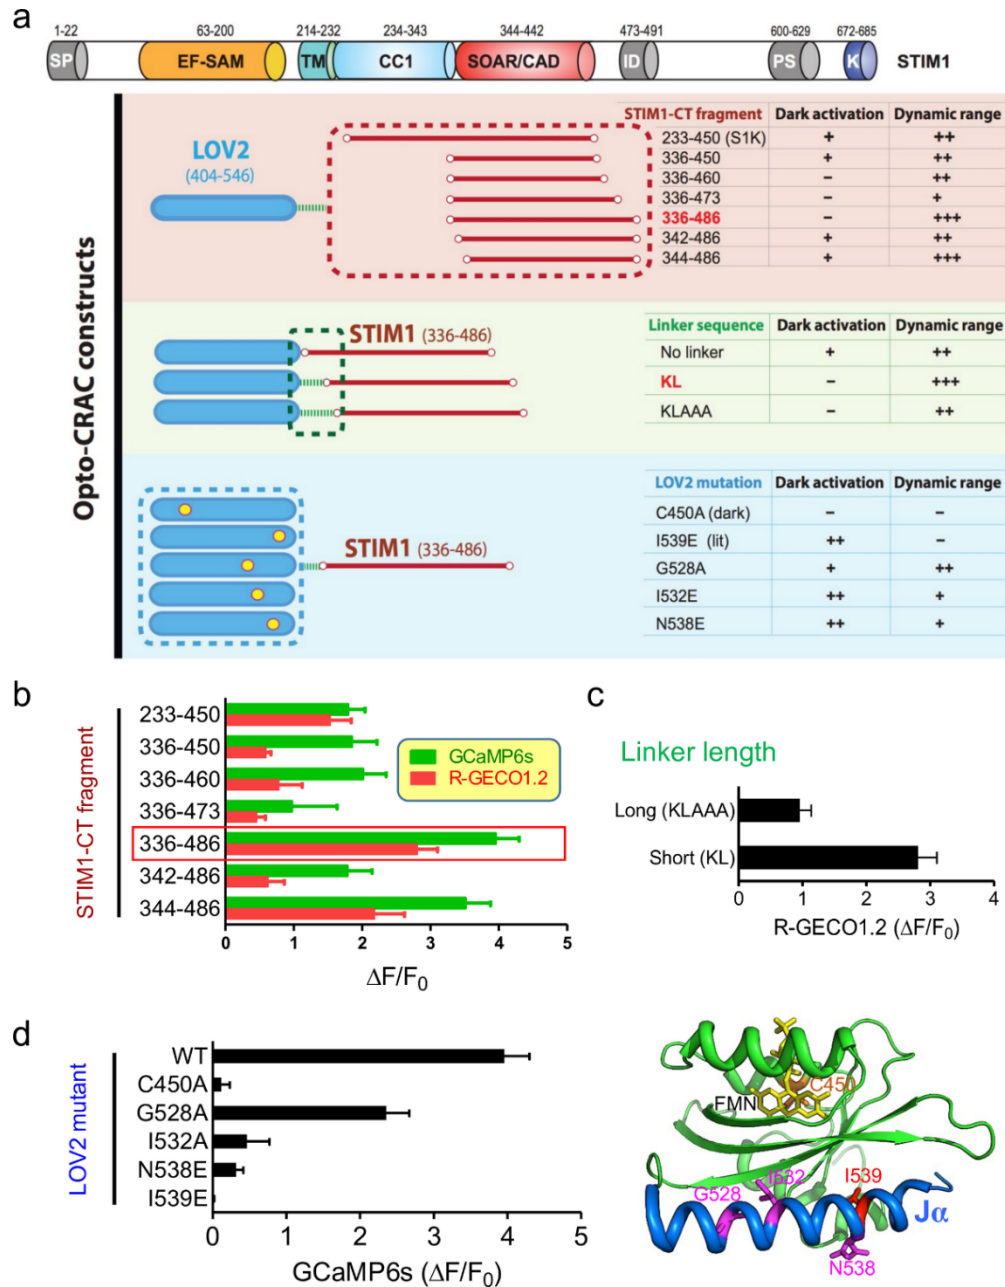 a
1-22 63-200 214-232 234-343 344-442 473-491 600-629 672-685
SP EF-SAM TM CC1 SOAR/CAD ID PS K STIM1
Opto-CRAC constructs
LOV2
(404-546)
STIM1-CT fragment Dark activation Dynamic range
233-450 (S1K) + ++
336-450 + ++
336-460 − ++
336-473 − +
336-486 − +++
342-486 + ++
344-486 + +++
STIM1 (336-486)
Linker sequence Dark activation Dynamic range
No linker + ++
KL − +++
KLAAA − ++
STIM1 (336-486)
LOV2 mutation Dark activation Dynamic range
C450A (dark) − −
I539E (lit) ++ −
G528A + ++
I532E ++ +
N538E ++ +
b
STIM1-CT fragment
233-450
336-450
336-460
336-473
336-486
342-486
344-486
GCaMP6s
R-GECO1.2
0 1 2 3 4 5
ΔF/F0
c
Linker length
Long (KLAAA)
Short (KL)
0 1 2 3 4
R-GECO1.2 (ΔF/F0)
d
LOV2 mutant
WT
C450A
G528A
I532A
N538E
I539E
0 1 2 3 4 5
GCaMP6s (ΔF/F0)
C450
FMN
I532
G528
I539
Jα
N538